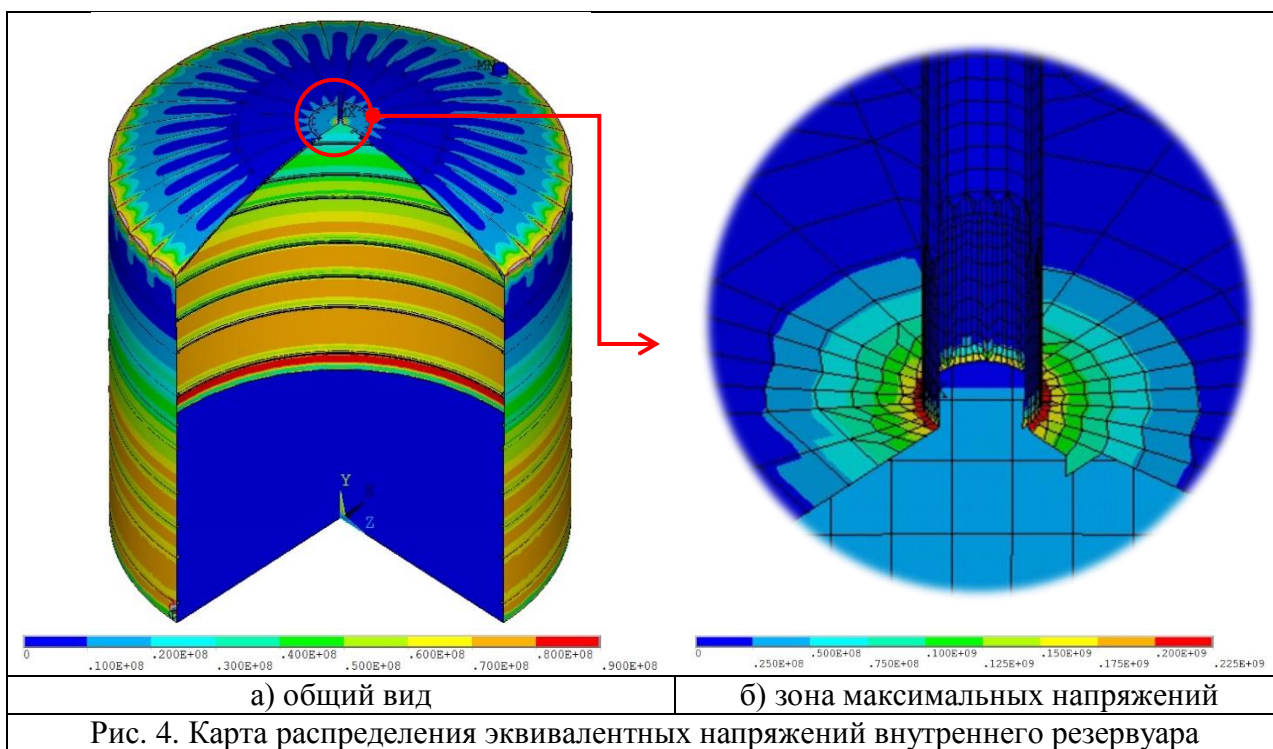 MN
MX
Y
X
Z
0 .100E+08 .200E+08 .300E+08 .400E+08 .500E+08 .600E+08 .700E+08 .800E+08 .900E+08
0 .250E+08 .500E+08 .750E+08 .100E+09 .125E+09 .175E+09 .200E+09 .225E+09
а) общий вид
б) зона максимальных напряжений
Рис. 4. Карта распределения эквивалентных напряжений внутреннего резервуара